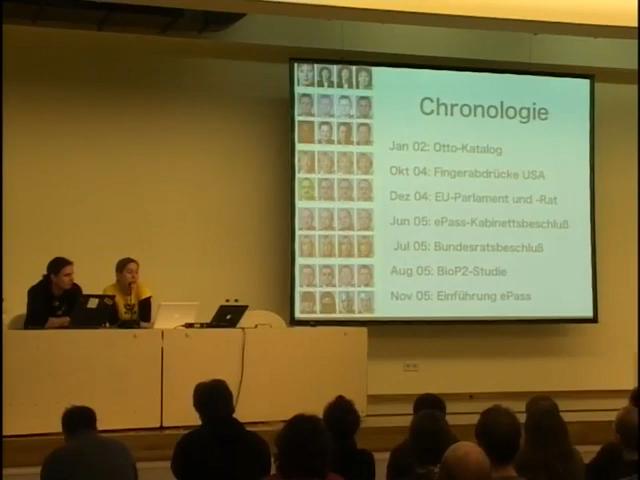 Chronologie
Jan 02: Otto-Katalog
Okt 04: Fingerabdrücke USA
Dez 04: EU-Parlament und -Rat
Jun 05: ePass-Kabinettsbeschluß
Jul 05: Bundesratsbeschluß
Aug 05: BioP2-Studie
Nov 05: Einführung ePass